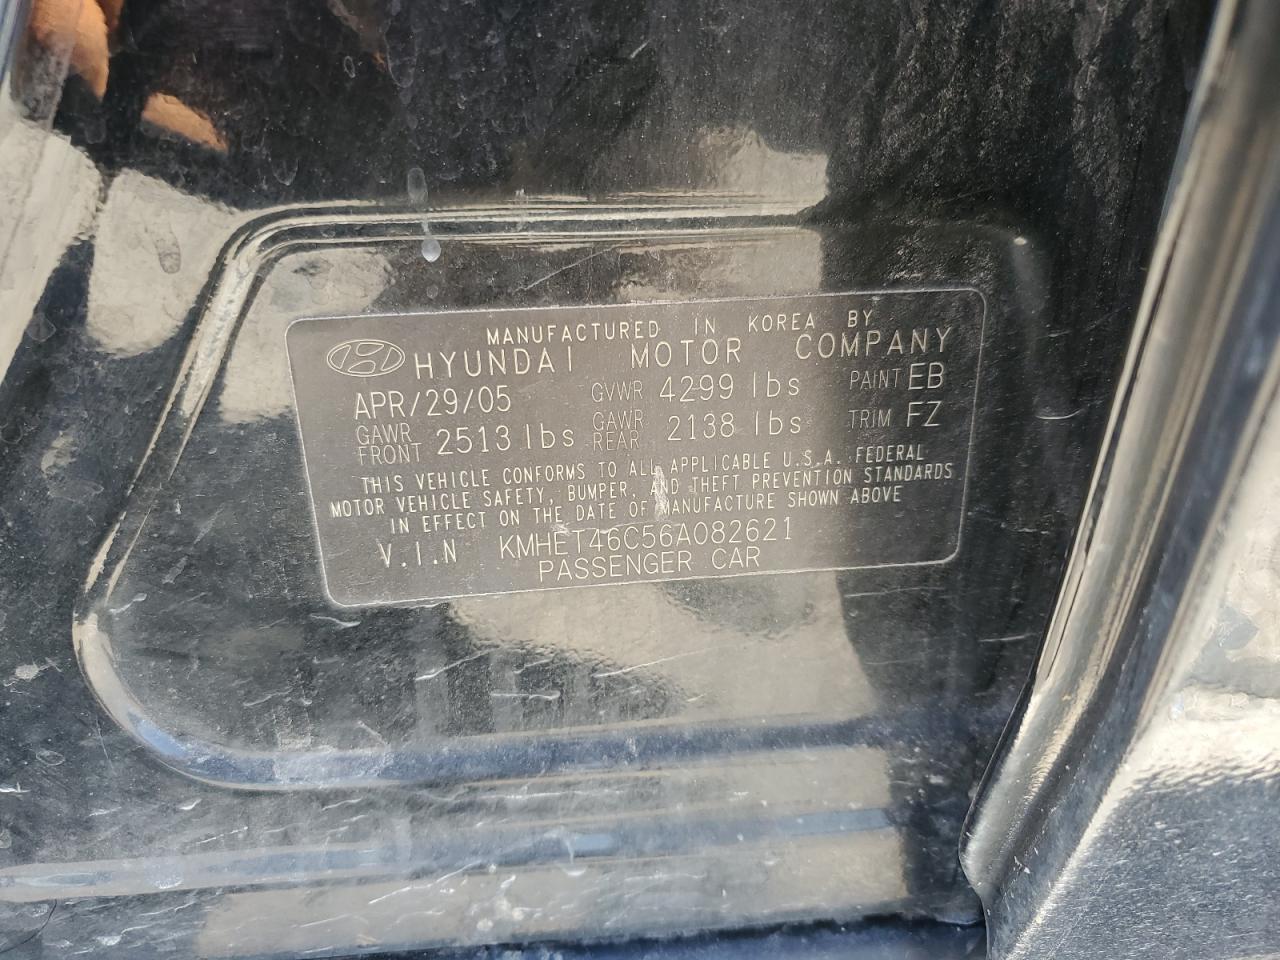 MANUFACTURED IN KOREA BY
HYUNDAI MOTOR COMPANY
APR/29/05 GVWR 4299 lbs PAINT EB
GAWR FRONT 2513 lbs GAWR REAR 2138 lbs TRIM FZ
THIS VEHICLE CONFORMS TO ALL APPLICABLE U.S.A. FEDERAL
MOTOR VEHICLE SAFETY, BUMPER, AND THEFT PREVENTION STANDARDS
IN EFFECT ON THE DATE OF MANUFACTURE SHOWN ABOVE
V.I.N KMHET46C56A082621
PASSENGER CAR